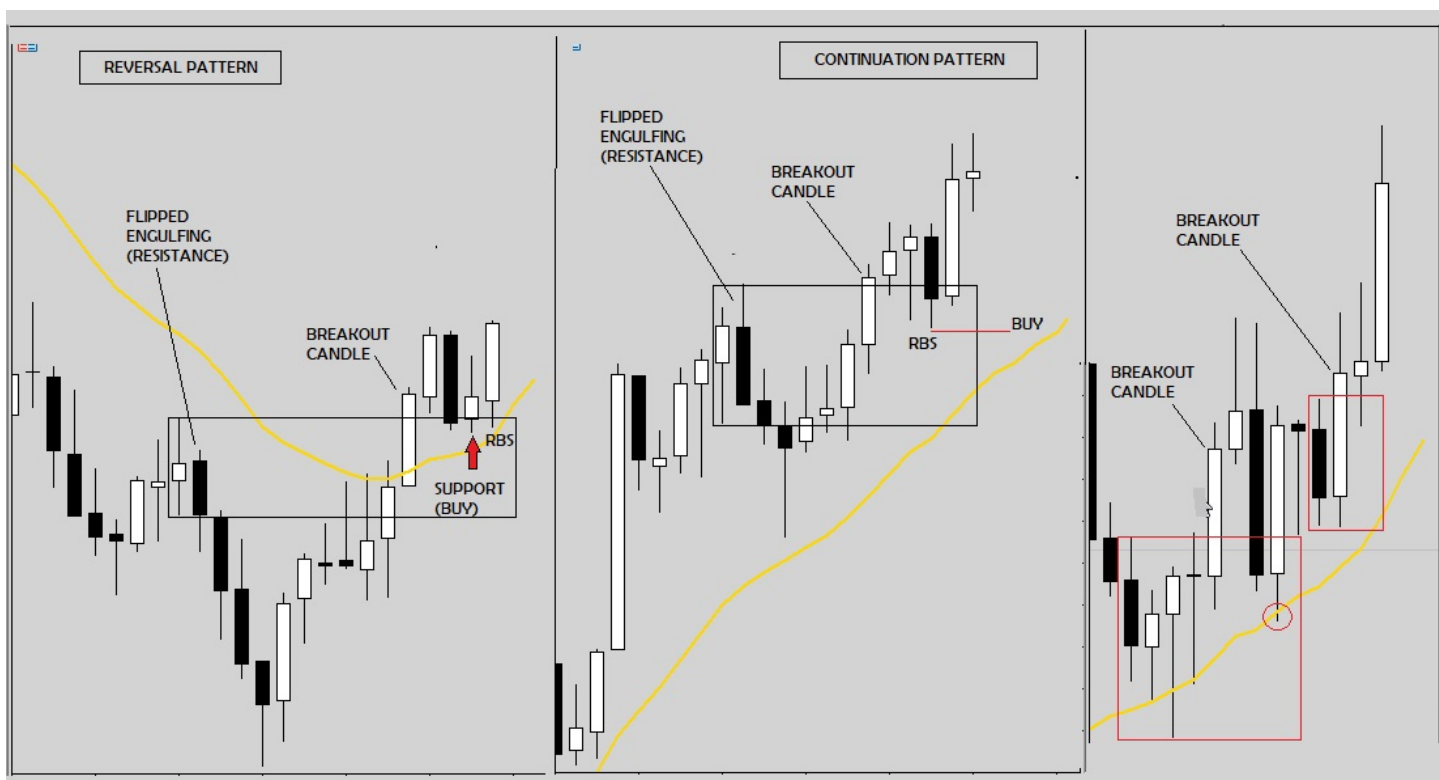 REVERSAL PATTERN
FLIPPED
ENGULFING
(RESISTANCE)
BREAKOUT
CANDLE
RBS
SUPPORT
(BUY)
CONTINUATION PATTERN
FLIPPED
ENGULFING
(RESISTANCE)
BREAKOUT
CANDLE
BUY
RBS
BREAKOUT
CANDLE
BREAKOUT
CANDLE